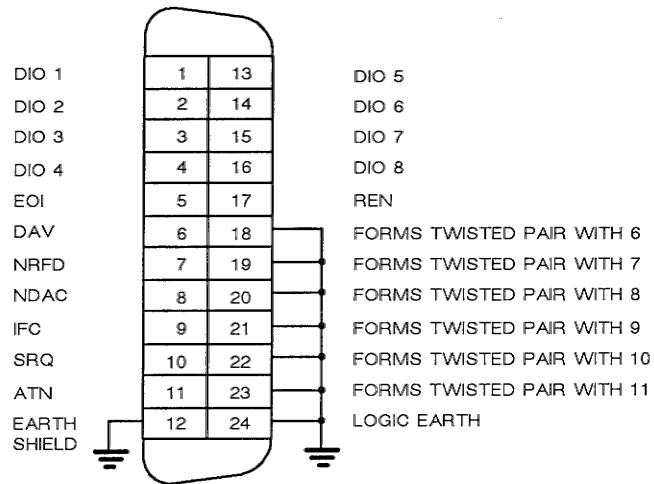 DIO 1 1 13 DIO 5
DIO 2 2 14 DIO 6
DIO 3 3 15 DIO 7
DIO 4 4 16 DIO 8
EOI 5 17 REN
DAV 6 18 FORMS TWISTED PAIR WITH 6
NRFD 7 19 FORMS TWISTED PAIR WITH 7
NDAC 8 20 FORMS TWISTED PAIR WITH 8
IFC 9 21 FORMS TWISTED PAIR WITH 9
SRQ 10 22 FORMS TWISTED PAIR WITH 10
ATN 11 23 FORMS TWISTED PAIR WITH 11
EARTH 12 24 LOGIC EARTH
SHIELD